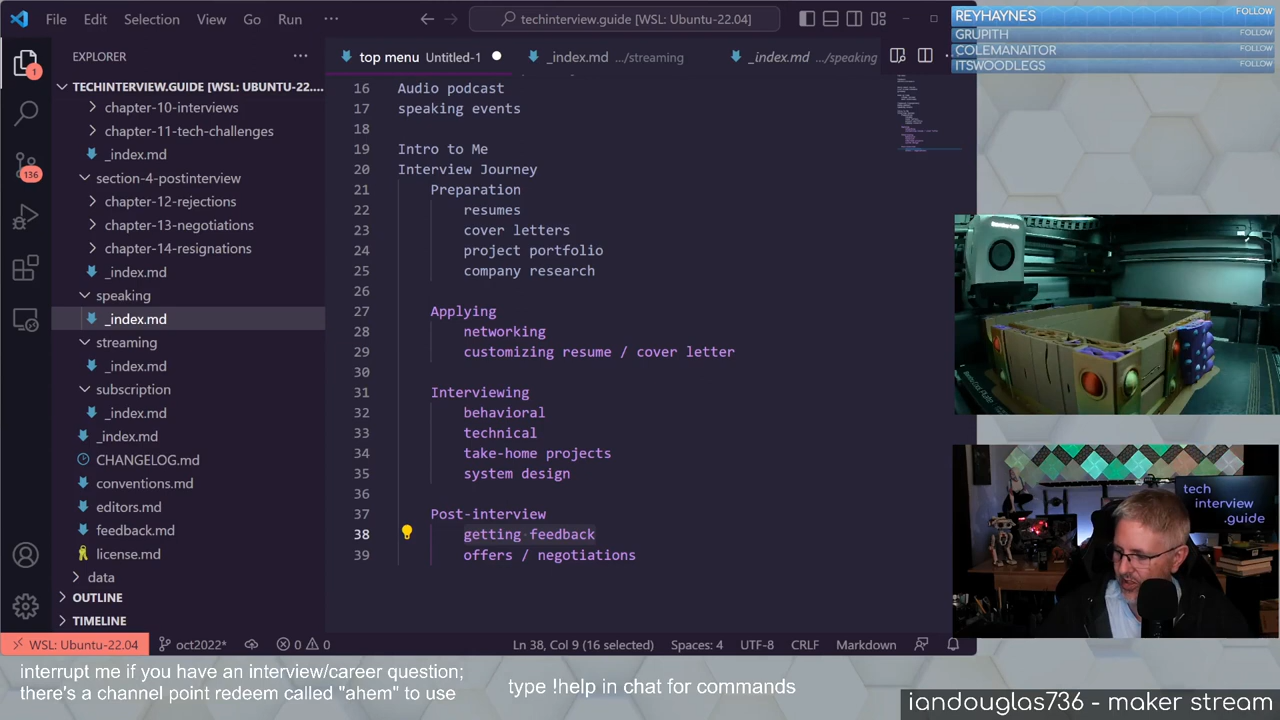 File Edit Selection View Go Run ···
techinterview.guide [WSL: Ubuntu-22.04]
EXPLORER ···
TECHINTERVIEW.GUIDE [WSL: UBUNTU-22....
chapter-10-interviews
chapter-11-tech-challenges
_index.md
section-4-postinterview
chapter-12-rejections
chapter-13-negotiations
chapter-14-resignations
_index.md
speaking
_index.md
streaming
_index.md
subscription
_index.md
_index.md
CHANGELOG.md
conventions.md
editors.md
feedback.md
license.md
data
OUTLINE
TIMELINE
1
136
top menu Untitled-1
_index.md .../streaming
_index.md .../speaking
16 Audio podcast
17 speaking events
18
19 Intro to Me
20 Interview Journey
21 Preparation
22 resumes
23 cover letters
24 project portfolio
25 company research
26
27 Applying
28 networking
29 customizing resume / cover letter
30
31 Interviewing
32 behavioral
33 technical
34 take-home projects
35 system design
36
37 Post-interview
38 getting feedback
39 offers / negotiations
WSL: Ubuntu-22.04 oct2022* 0 0 Ln 38, Col 9 (16 selected) Spaces: 4 UTF-8 CRLF Markdown
REYHAYNES FOLLOW
GRUPITH FOLLOW
COLEMANAITOR FOLLOW
ITSWOODLEGS FOLLOW
tech
interview
.guide
interrupt me if you have an interview/career question;
there's a channel point redeem called "ahem" to use
type !help in chat for commands
iandouglas736 - maker stream